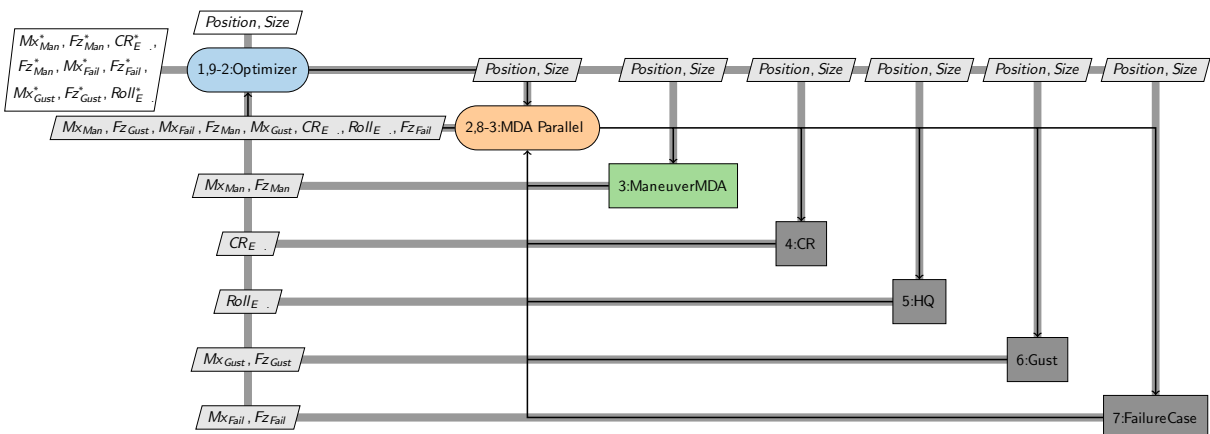 Position, Size
Mx*Man, Fz*Man, CR*E .,
Fz*Man, Mx*Fail, Fz*Fail,
Mx*Gust, Fz*Gust, Roll*E .
1,9-2:Optimizer
Position, Size
Position, Size
Position, Size
Position, Size
Position, Size
Position, Size
MxMan, FzGust, MxFail, FzMan, MxGust, CRE ., RollE ., FzFail
2,8-3:MDA Parallel
MxMan, FzMan
3:ManeuverMDA
CRE .
4:CR
RollE .
5:HQ
MxGust, FzGust
6:Gust
MxFail, FzFail
7:FailureCase